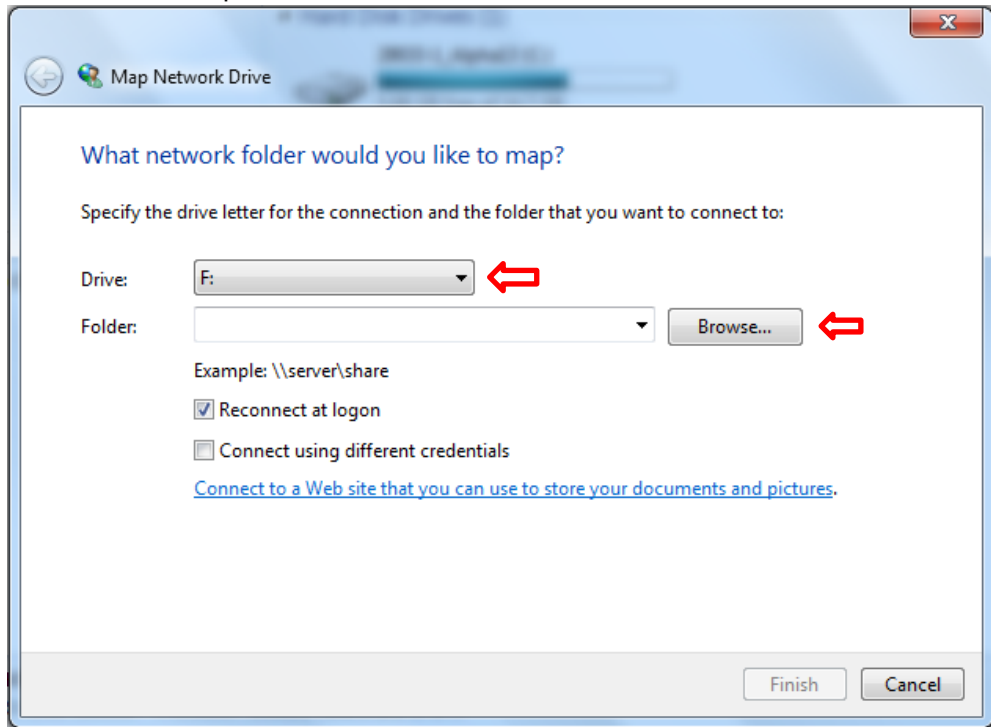 Map Network Drive
What network folder would you like to map?
Specify the drive letter for the connection and the folder that you want to connect to:
Drive: F:
Folder: Browse...
Example: \\server\share
Reconnect at logon
Connect using different credentials
Connect to a Web site that you can use to store your documents and pictures.
Finish Cancel